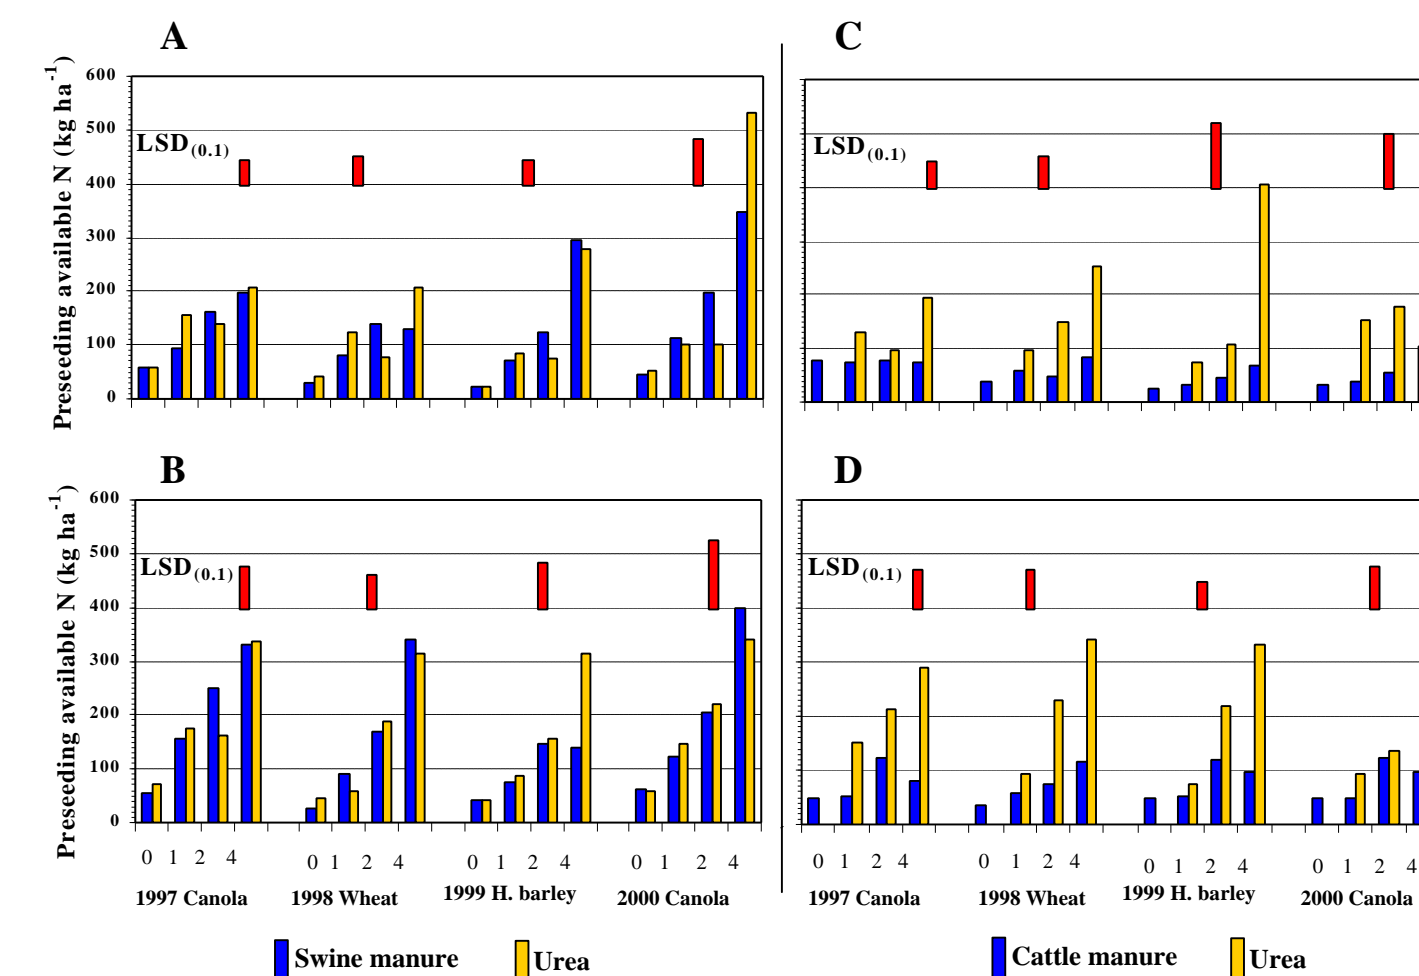 A
C
Preseeding available N (kg ha-1)
600
500
400
300
200
100
0
LSD(0.1)
LSD(0.1)
B
D
Preseeding available N (kg ha-1)
600
500
400
300
200
100
0
LSD(0.1)
LSD(0.1)
0 1 2 4 0 1 2 4 0 1 2 4 0 1 2 4
0 1 2 4 0 1 2 4 0 1 2 4 0 1 2 4
1997 Canola 1998 Wheat 1999 H. barley 2000 Canola
1997 Canola 1998 Wheat 1999 H. barley 2000 Canola
Swine manure Urea
Cattle manure Urea